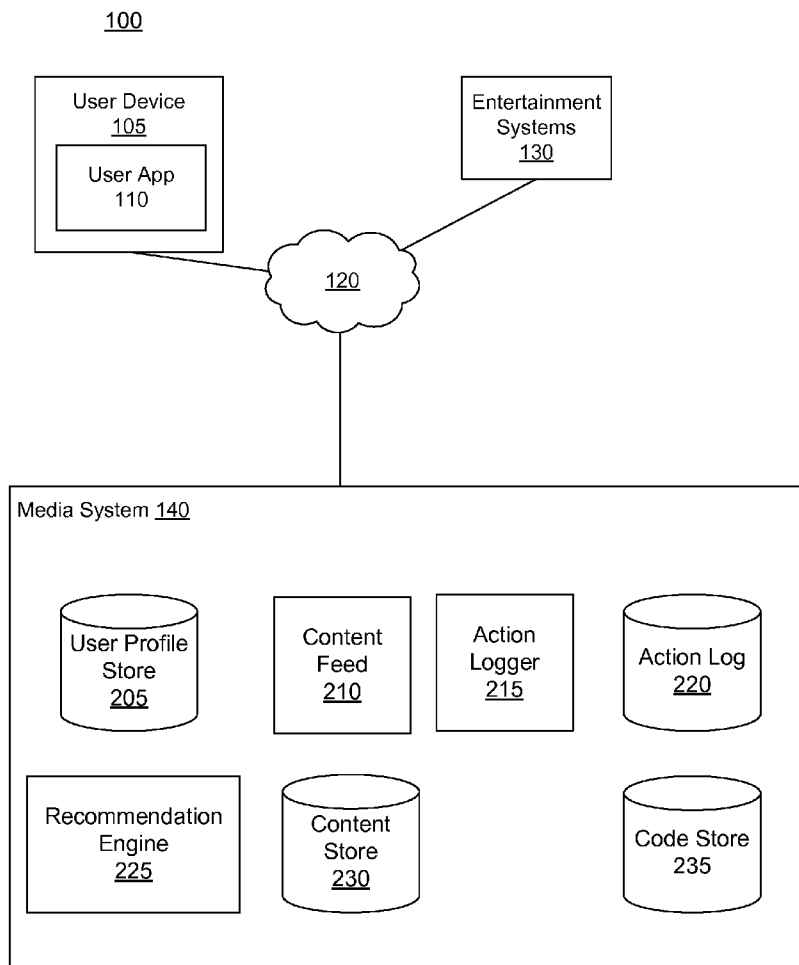 100
User Device
105
User App
110
Entertainment
Systems
130
120
Media System 140
User Profile
Store
205
Content
Feed
210
Action
Logger
215
Action Log
220
Recommendation
Engine
225
Content
Store
230
Code Store
235